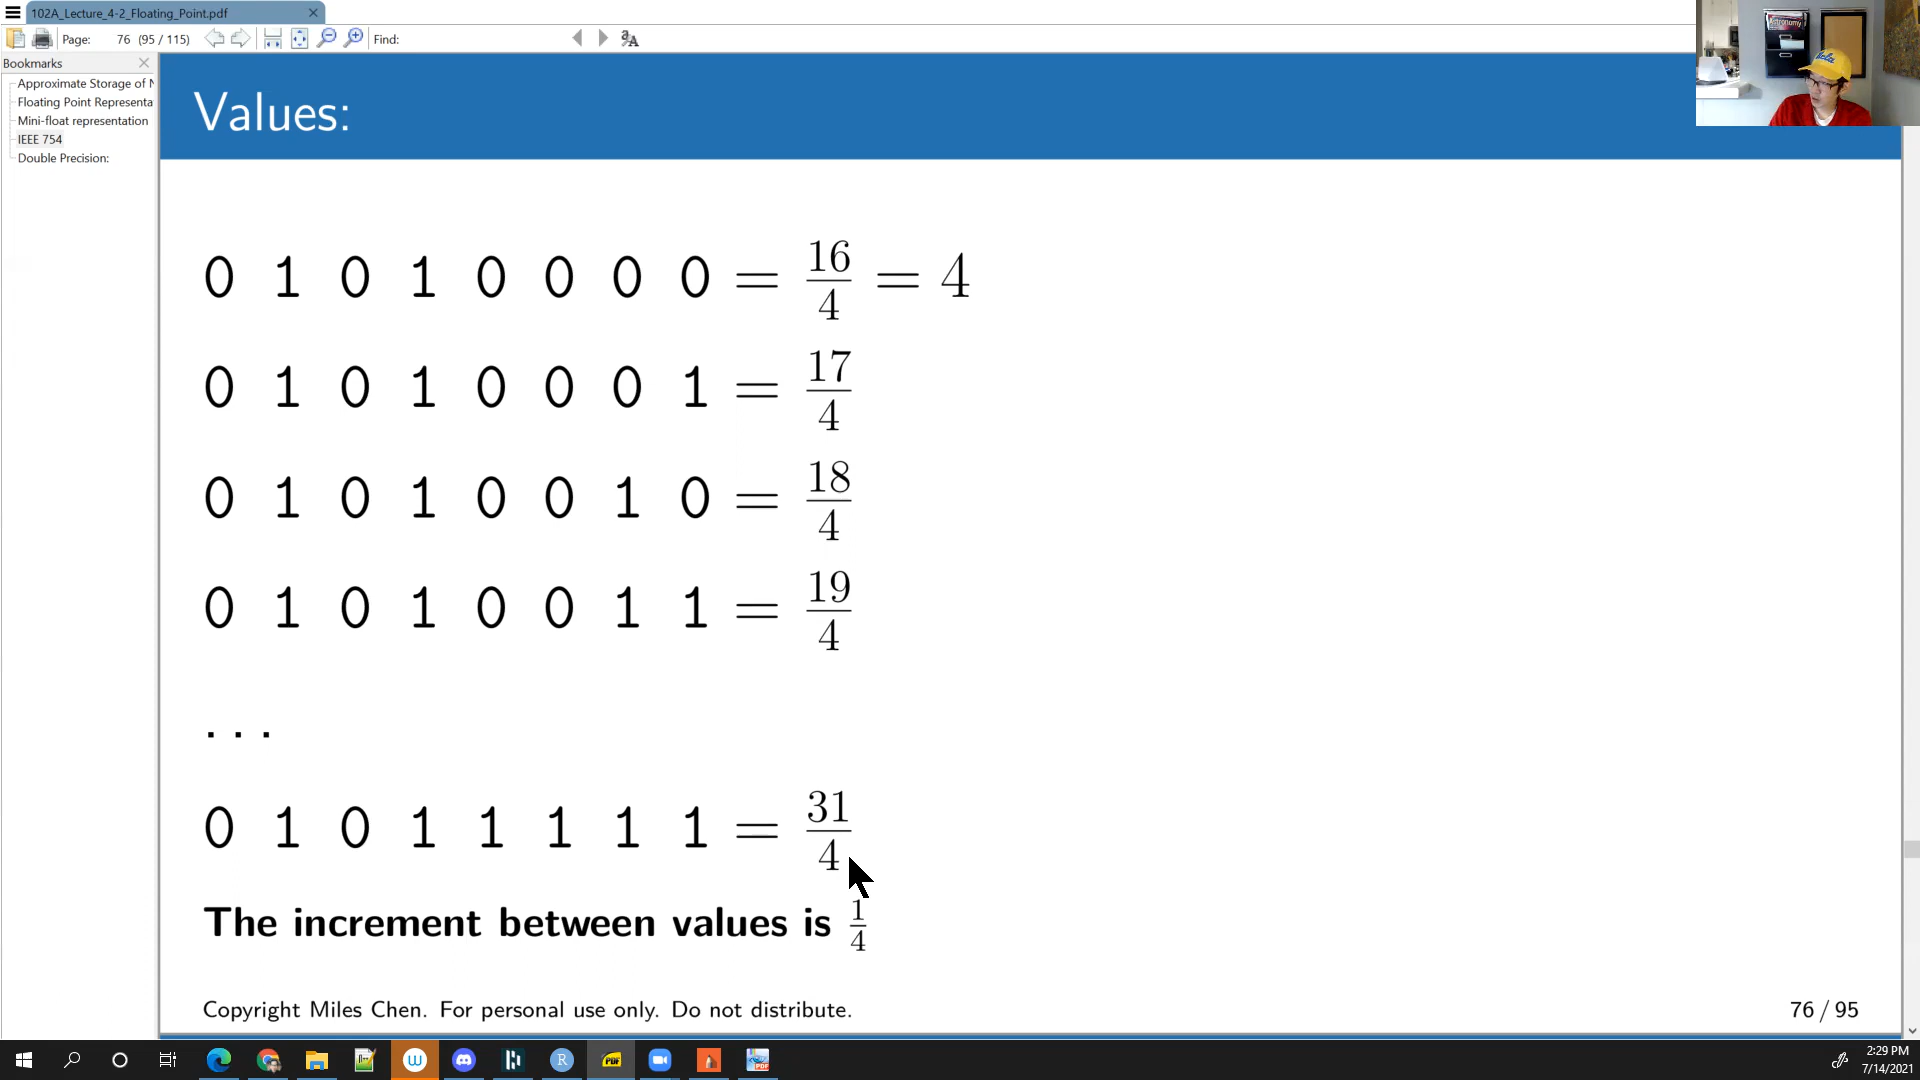 102A_Lecture_4-2_Floating_Point.pdf
Page: 76 (95 / 115) Find:
Bookmarks
Approximate Storage of N
Floating Point Representa
Mini-float representation
IEEE 754
Double Precision:
Values:
0 1 0 1 0 0 0 0 = 16/4 = 4
0 1 0 1 0 0 0 1 = 17/4
0 1 0 1 0 0 1 0 = 18/4
0 1 0 1 0 0 1 1 = 19/4
...
0 1 0 1 1 1 1 1 = 31/4
The increment between values is 1/4
Copyright Miles Chen. For personal use only. Do not distribute.
76 / 95
2:29 PM
7/14/2021